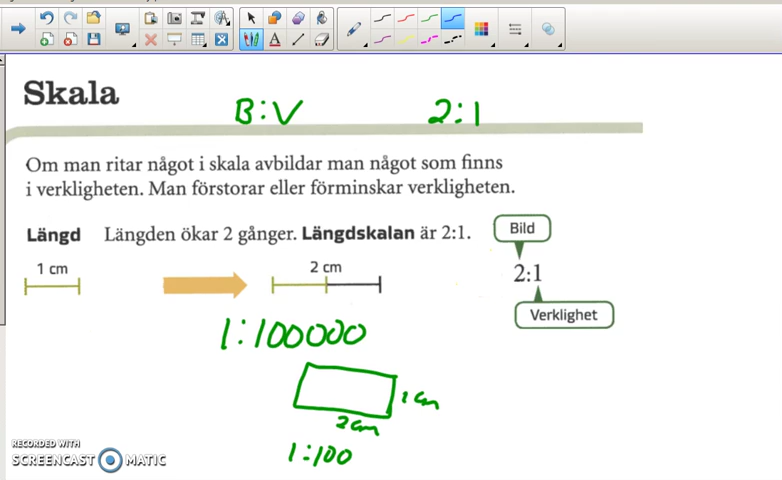 Skala
B:V 2:1
Om man ritar något i skala avbildar man något som finns
i verkligheten. Man förstorar eller förminskar verkligheten.
Längd Längden ökar 2 gånger. Längdskalan är 2:1.
Bild
1 cm
2 cm
2:1
Verklighet
1:100000
1 cm
2 cm
1:100
RECORDED WITH
SCREENCAST MATIC